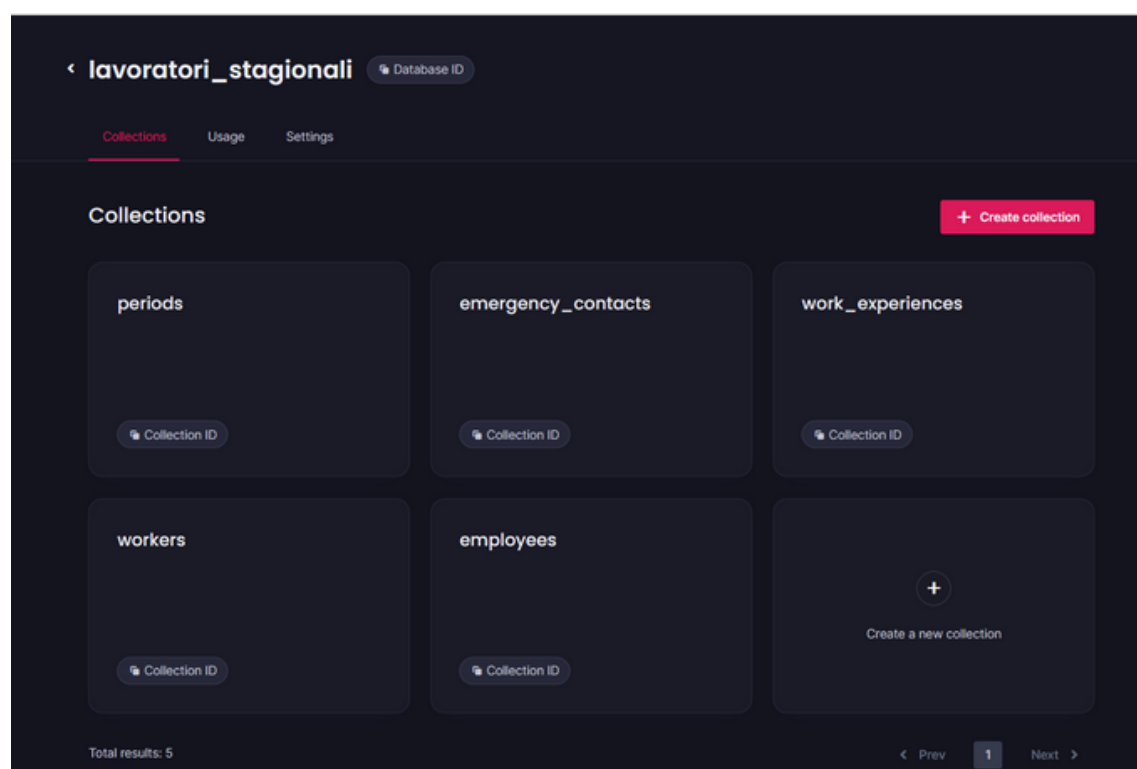 lavoratori_stagionali Database ID
Collections Usage Settings
Collections
+ Create collection
periods
emergency_contacts
work_experiences
Collection ID
Collection ID
Collection ID
workers
employees
Create a new collection
Collection ID
Collection ID
Total results: 5
Prev 1 Next